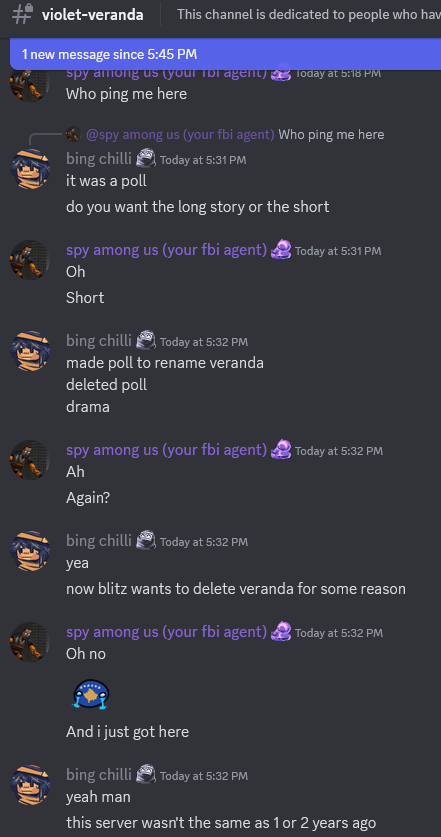 violet-veranda
This channel is dedicated to people who hav
1 new message since 5:45 PM
spy among us (your fbi agent) Today at 5:18 PM
Who ping me here
@spy among us (your fbi agent) Who ping me here
bing chilli Today at 5:31 PM
it was a poll
do you want the long story or the short
spy among us (your fbi agent) Today at 5:31 PM
Oh
Short
bing chilli Today at 5:32 PM
made poll to rename veranda
deleted poll
drama
spy among us (your fbi agent) Today at 5:32 PM
Ah
Again?
bing chilli Today at 5:32 PM
yea
now blitz wants to delete veranda for some reason
spy among us (your fbi agent) Today at 5:32 PM
Oh no
And i just got here
bing chilli Today at 5:32 PM
yeah man
this server wasn't the same as 1 or 2 years ago